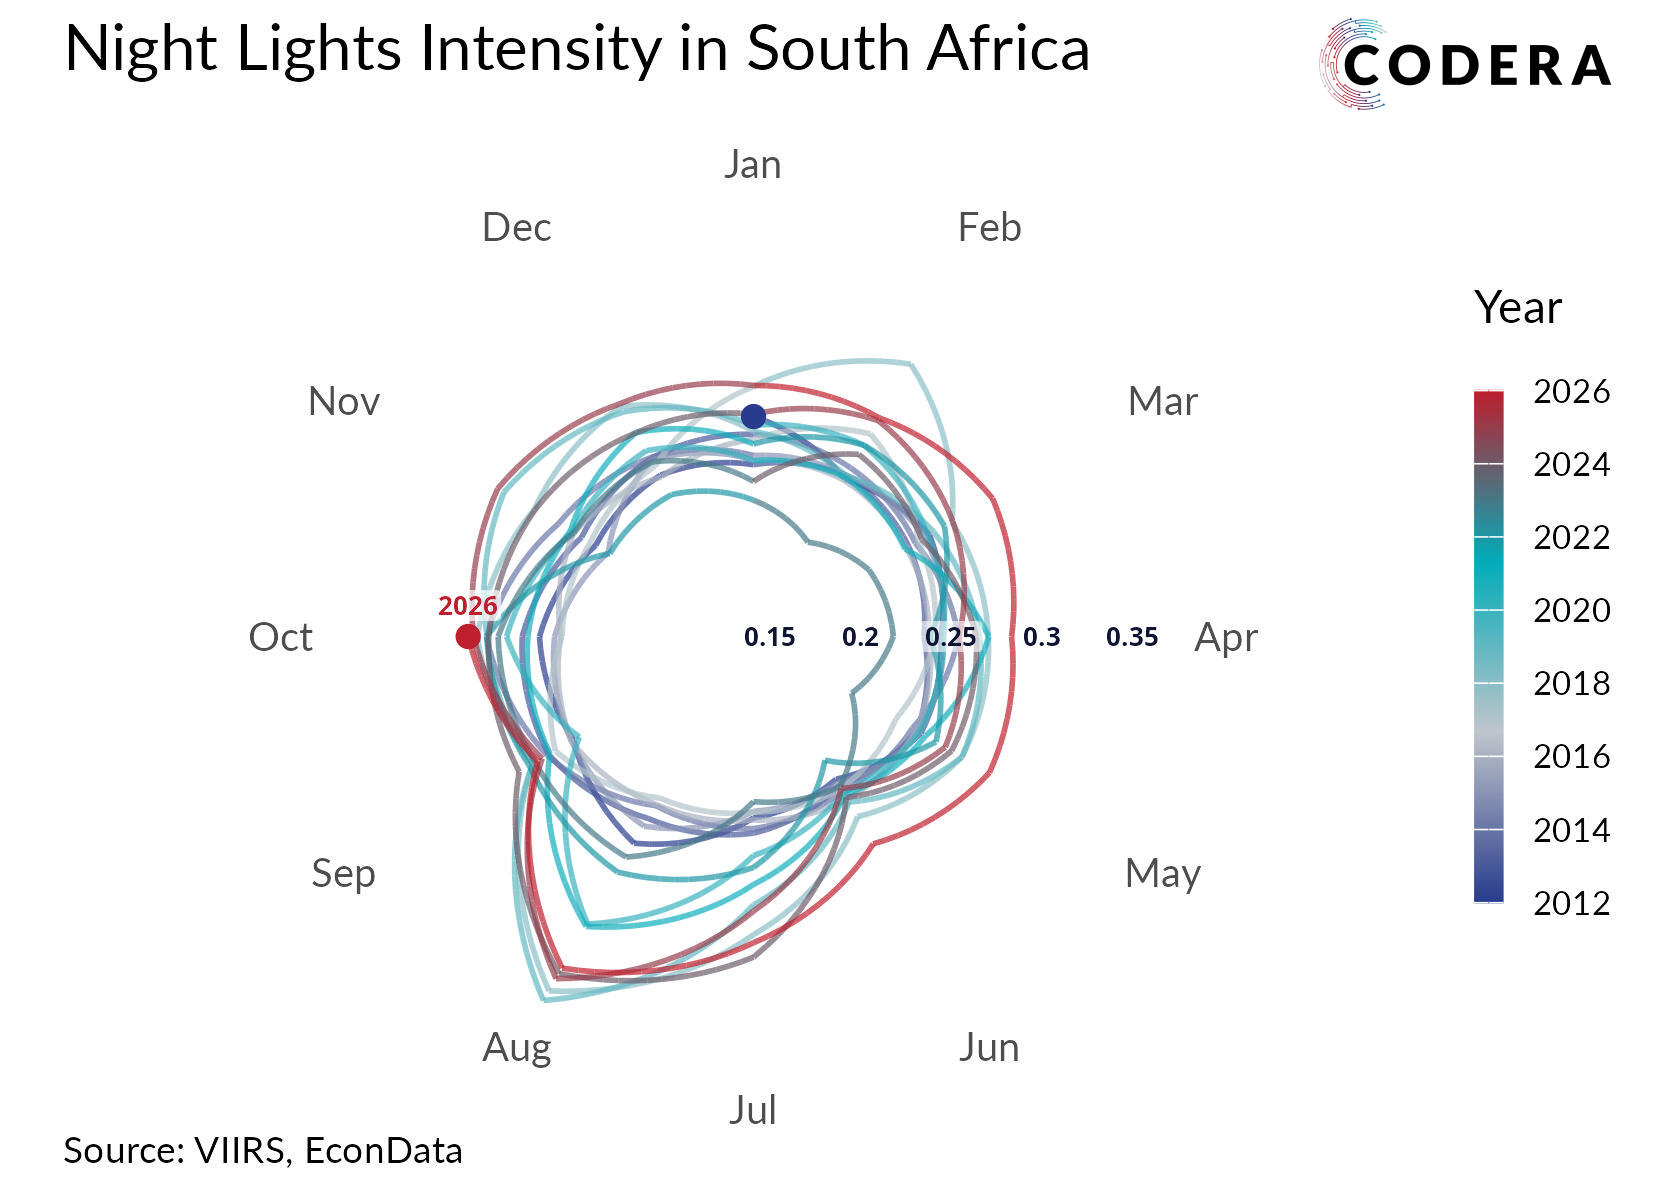 Night Lights Intensity in South Africa
CODERA
Jan
Dec
Feb
Nov
Mar
2026
Oct
0.15
0.2
0.25
0.3
0.35
Apr
Sep
May
Aug
Jun
Jul
Year
2026
2024
2022
2020
2018
2016
2014
2012
Source: VIIRS, EconData